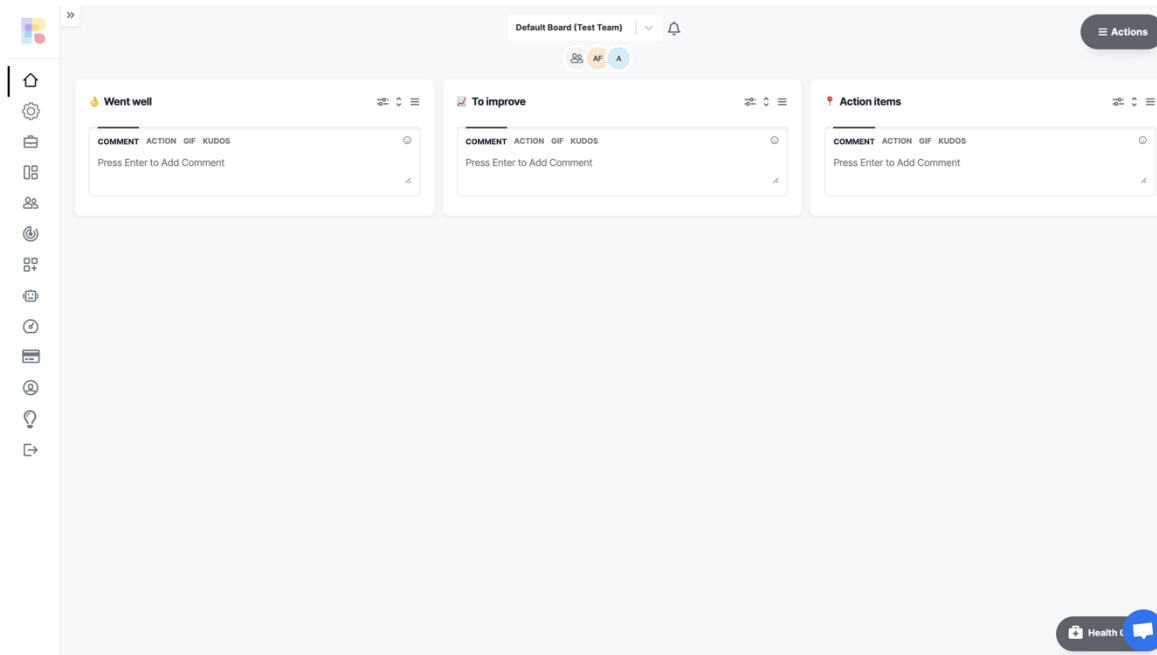 Default Board (Test Team)
Actions
AF
A
Went well
COMMENT ACTION GIF KUDOS
Press Enter to Add Comment
To improve
COMMENT ACTION GIF KUDOS
Press Enter to Add Comment
Action items
COMMENT ACTION GIF KUDOS
Press Enter to Add Comment
Health